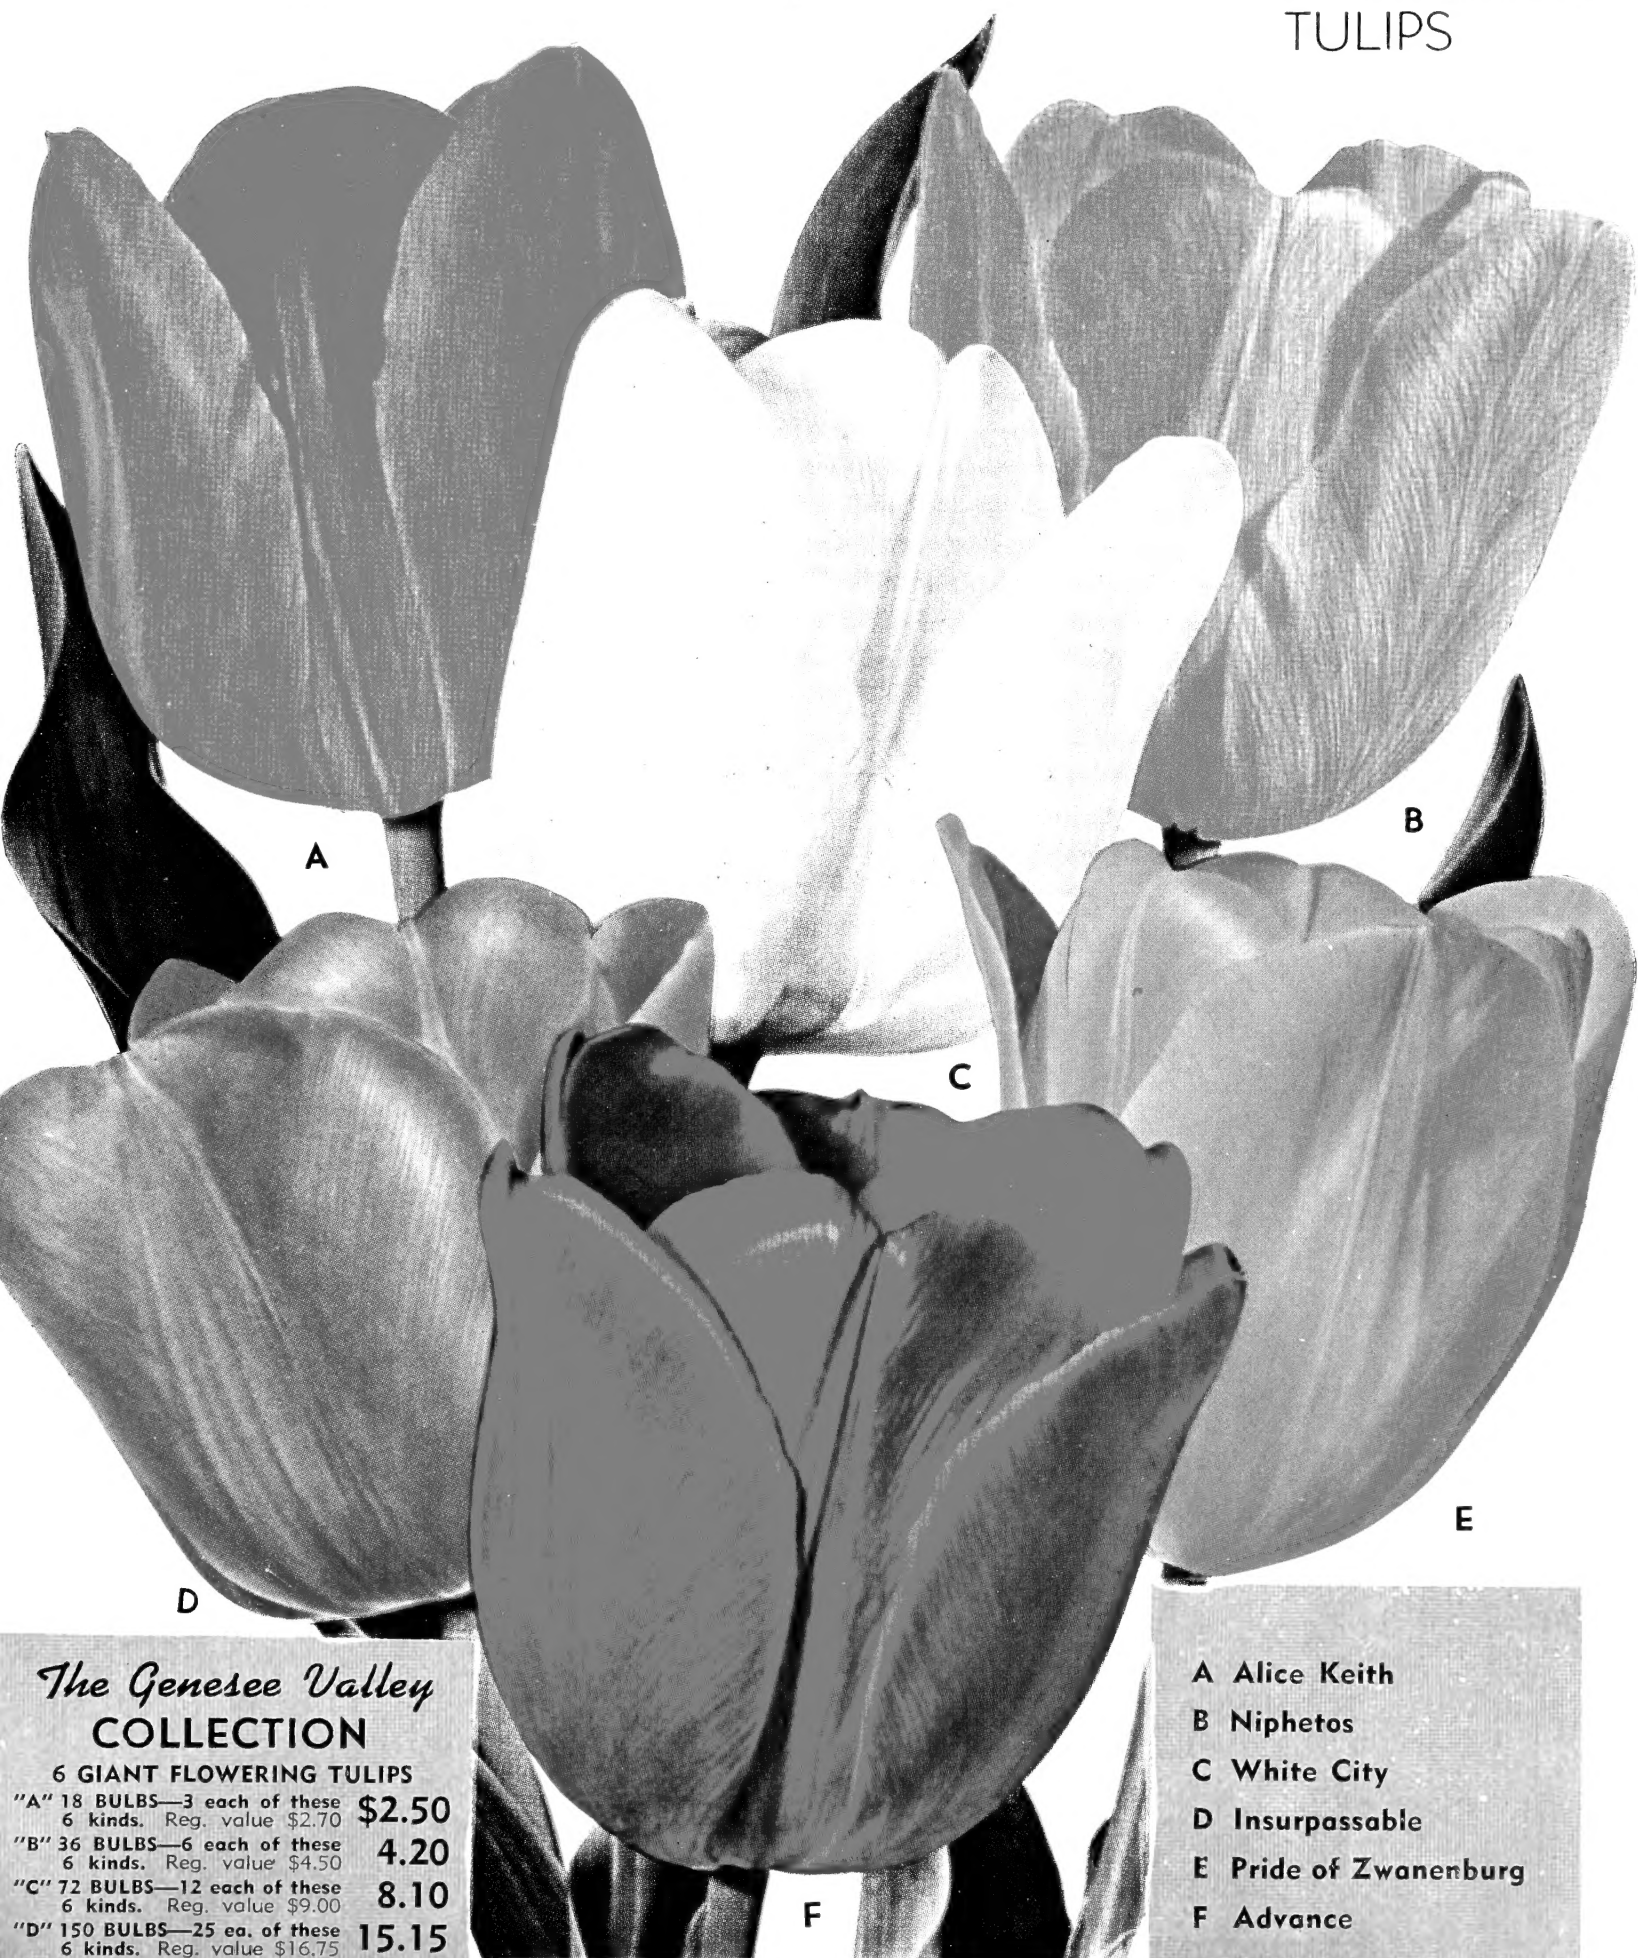 TULIPS
A
B
C
D
E
F
The Genesee Valley
COLLECTION
6 GIANT FLOWERING TULIPS
"A" 18 BULBS—3 each of these
6 kinds. Reg. value $2.70 $2.50
"B" 36 BULBS—6 each of these
6 kinds. Reg. value $4.50 4.20
"C" 72 BULBS—12 each of these
6 kinds. Reg. value $9.00 8.10
"D" 150 BULBS—25 ea. of these
6 kinds. Reg. value $16.75 15.15
A Alice Keith
B Niphetos
C White City
D Insurpassable
E Pride of Zwanenburg
F Advance